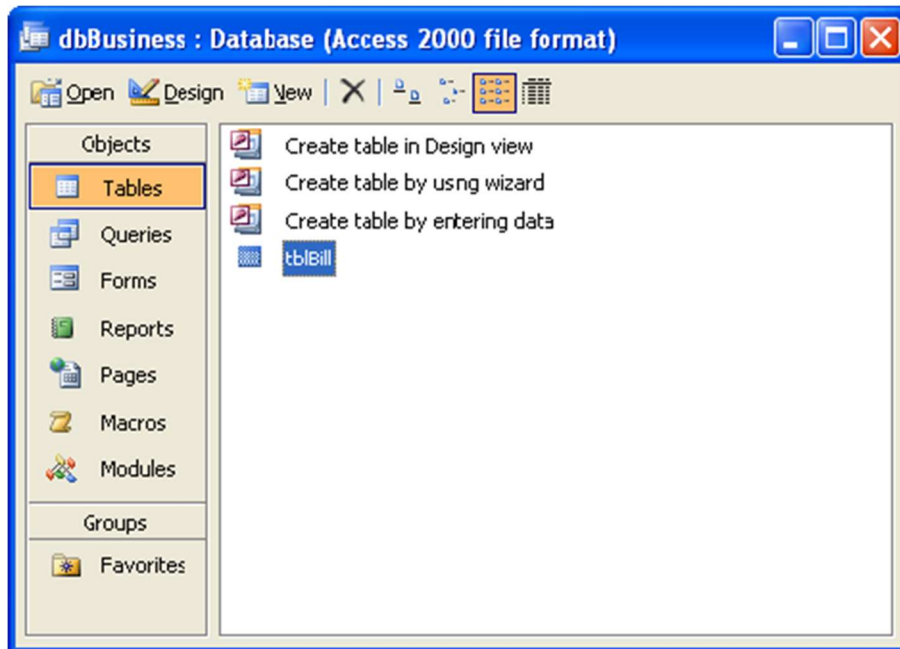 dbBusiness : Database (Access 2000 file format)
Open Design View
Objects
Tables
Queries
Forms
Reports
Pages
Macros
Modules
Groups
Favorites
Create table in Design view
Create table by usng wizard
Create table by entering data
tblBill